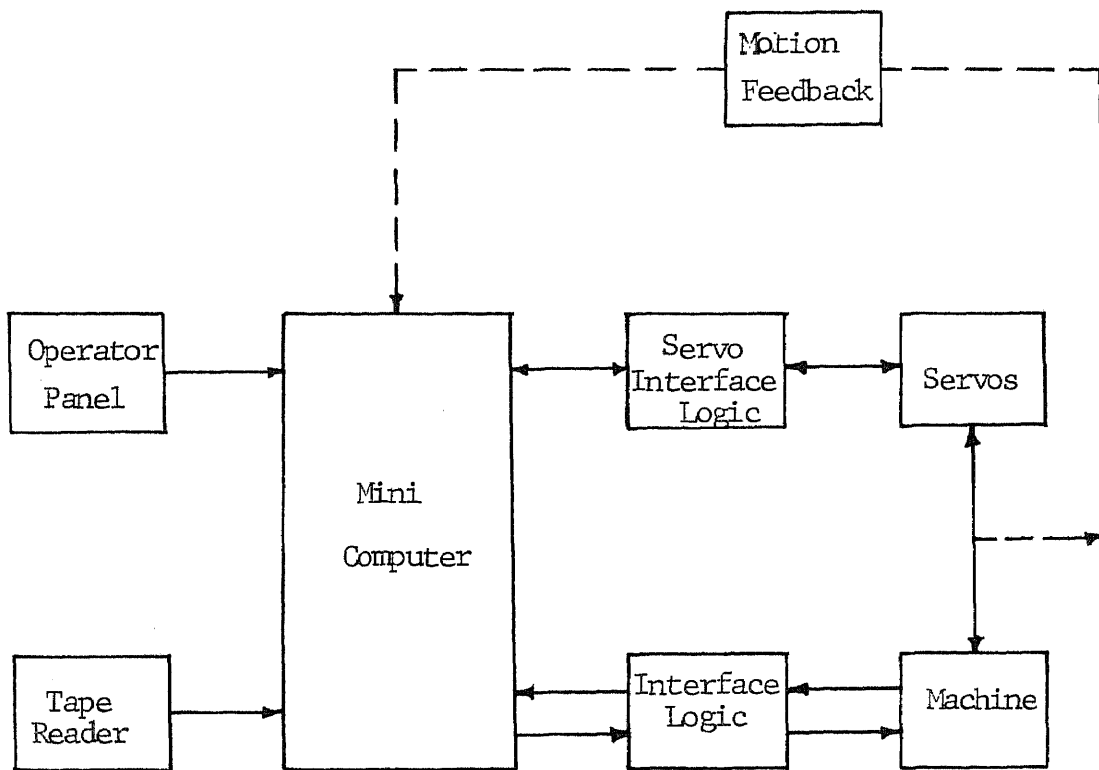 Motion
Feedback
Operator
Panel
Servo
Interface
Logic
Servos
Mini
Computer
Tape
Reader
Interface
Logic
Machine